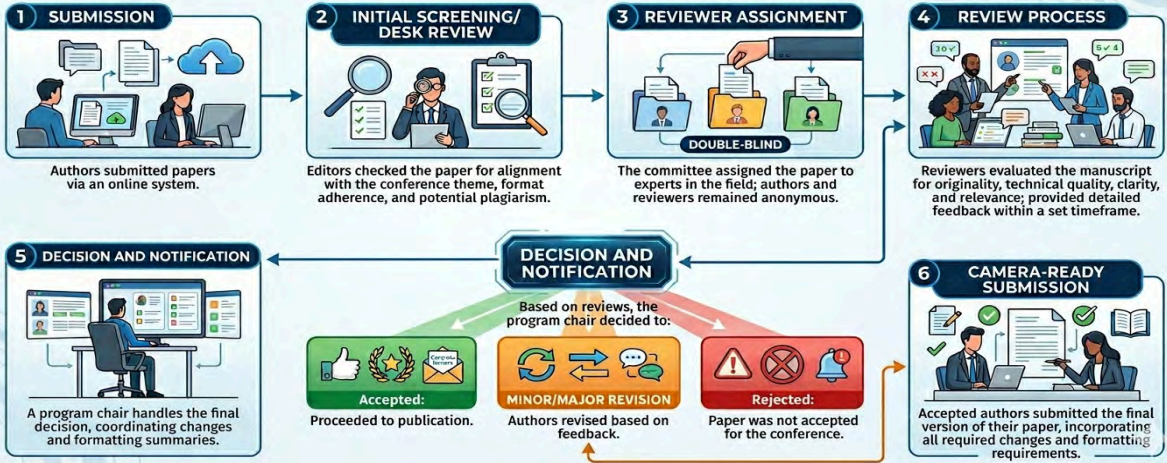 1 SUBMISSION
Authors submitted papers
via an online system.
2 INITIAL SCREENING/
DESK REVIEW
Editors checked the paper for alignment
with the conference theme, format
adherence, and potential plagiarism.
3 REVIEWER ASSIGNMENT
DOUBLE-BLIND
The committee assigned the paper to
experts in the field; authors and
reviewers remained anonymous.
4 REVIEW PROCESS
Reviewers evaluated the manuscript
for originality, technical quality, clarity,
and relevance; provided detailed
feedback within a set timeframe.
5 DECISION AND NOTIFICATION
A program chair handles the final
decision, coordinating changes
and formatting summaries.
DECISION AND
NOTIFICATION
Based on reviews, the
program chair decided to:
Accepted:
Proceeded to publication.
MINOR/MAJOR REVISION
Authors revised based on
feedback.
Rejected:
Paper was not accepted
for the conference.
6 CAMERA-READY
SUBMISSION
Accepted authors submitted the final
version of their paper, incorporating
all required changes and formatting
requirements.